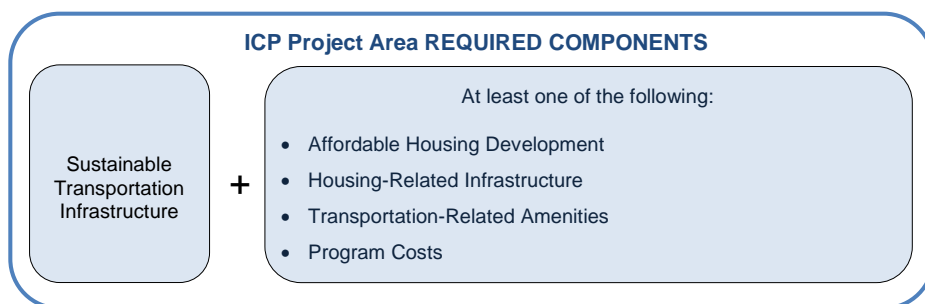 ICP Project Area REQUIRED COMPONENTS
Sustainable
Transportation
Infrastructure
+
At least one of the following:
• Affordable Housing Development
• Housing-Related Infrastructure
• Transportation-Related Amenities
• Program Costs